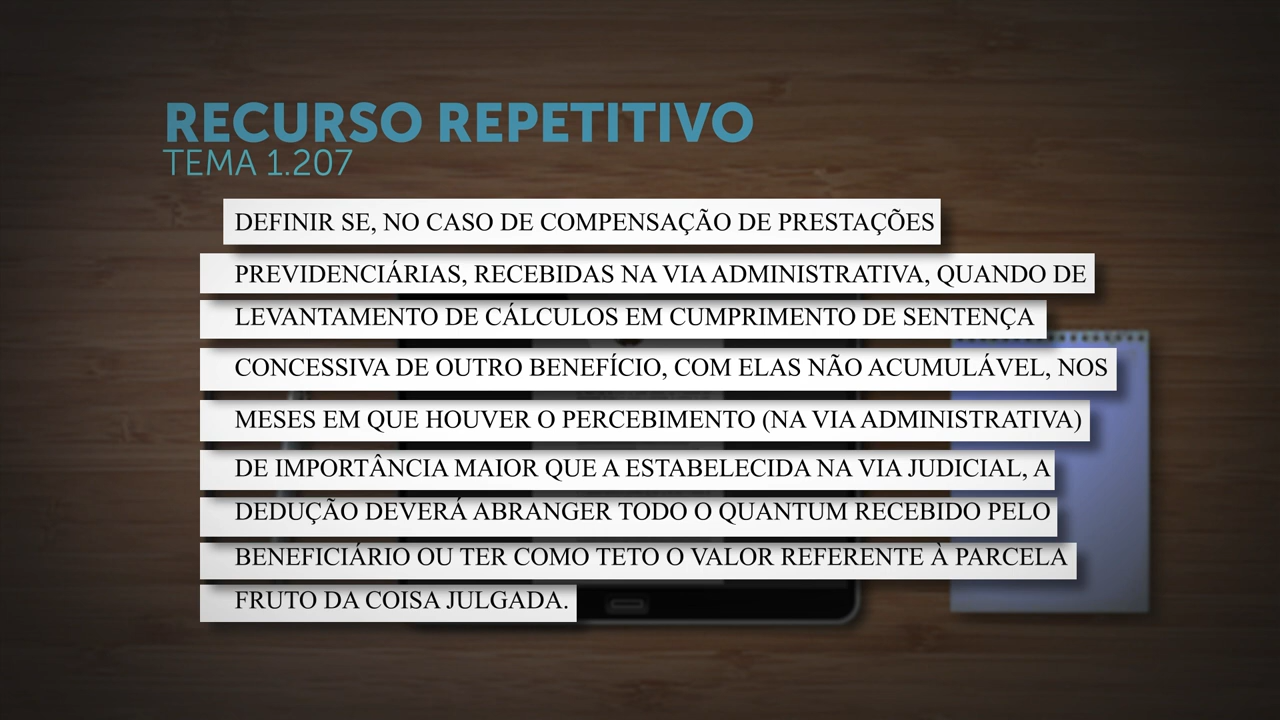 RECURSO REPETITIVO
TEMA 1.207
DEFINIR SE, NO CASO DE COMPENSAÇÃO DE PRESTAÇÕES
PREVIDENCIÁRIAS, RECEBIDAS NA VIA ADMINISTRATIVA, QUANDO DE
LEVANTAMENTO DE CÁLCULOS EM CUMPRIMENTO DE SENTENÇA
CONCESSIVA DE OUTRO BENEFÍCIO, COM ELAS NÃO ACUMULÁVEL, NOS
MESES EM QUE HOUVER O PERCEBIMENTO (NA VIA ADMINISTRATIVA)
DE IMPORTÂNCIA MAIOR QUE A ESTABELECIDA NA VIA JUDICIAL, A
DEDUÇÃO DEVERÁ ABRANGER TODO O QUANTUM RECEBIDO PELO
BENEFICIÁRIO OU TER COMO TETO O VALOR REFERENTE À PARCELA
FRUTO DA COISA JULGADA.